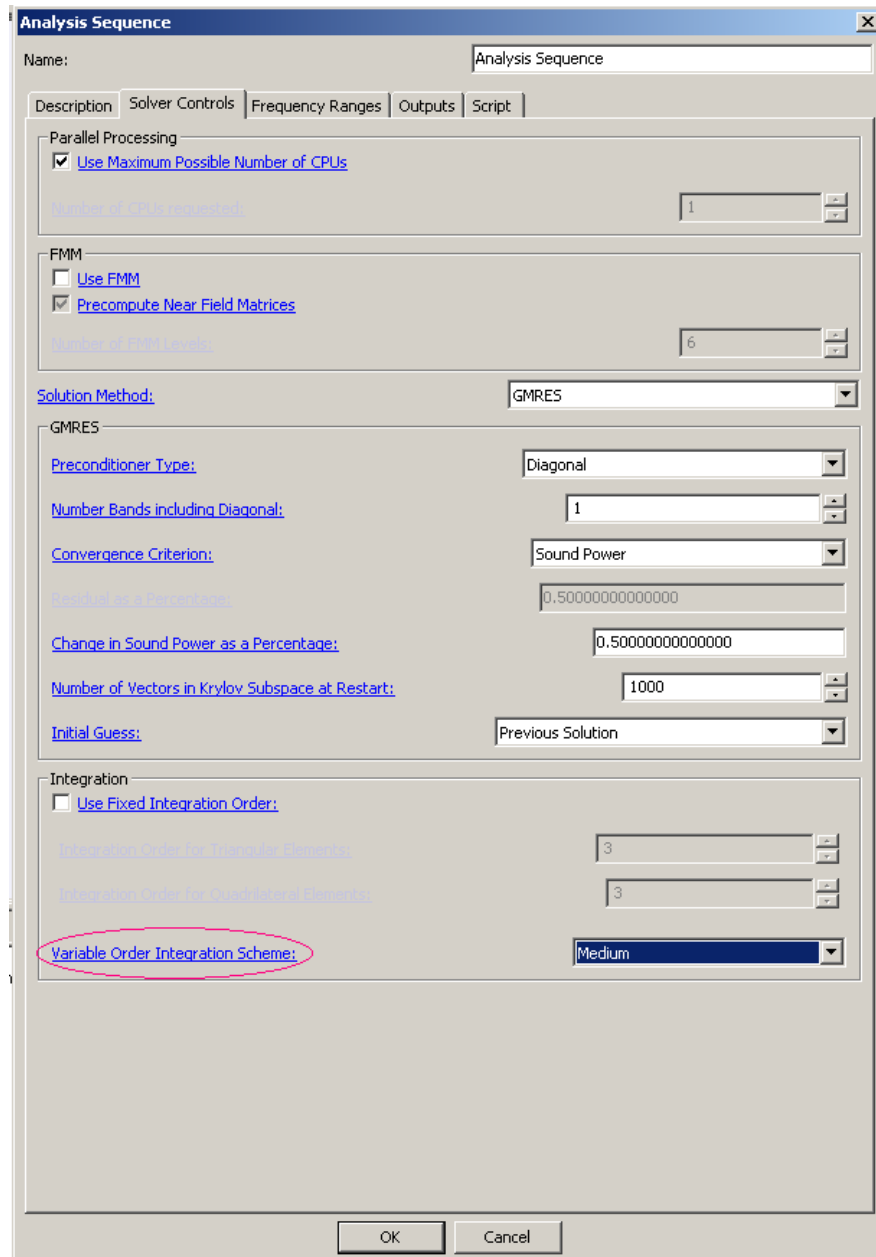 Analysis Sequence
Name: Analysis Sequence
Description Solver Controls Frequency Ranges Outputs Script
Parallel Processing
Use Maximum Possible Number of CPUs
Number of CPUs requested: 1
FMM
Use FMM
Precompute Near Field Matrices
Number of FMM Levels: 6
Solution Method: GMRES
GMRES
Preconditioner Type: Diagonal
Number Bands including Diagonal: 1
Convergence Criterion: Sound Power
Residual as a Percentage: 0.50000000000000
Change in Sound Power as a Percentage: 0.50000000000000
Number of Vectors in Krylov Subspace at Restart: 1000
Initial Guess: Previous Solution
Integration
Use Fixed Integration Order:
Integration Order for Triangular Elements: 3
Integration Order for Quadrilateral Elements: 3
Variable Order Integration Scheme: Medium
OK Cancel